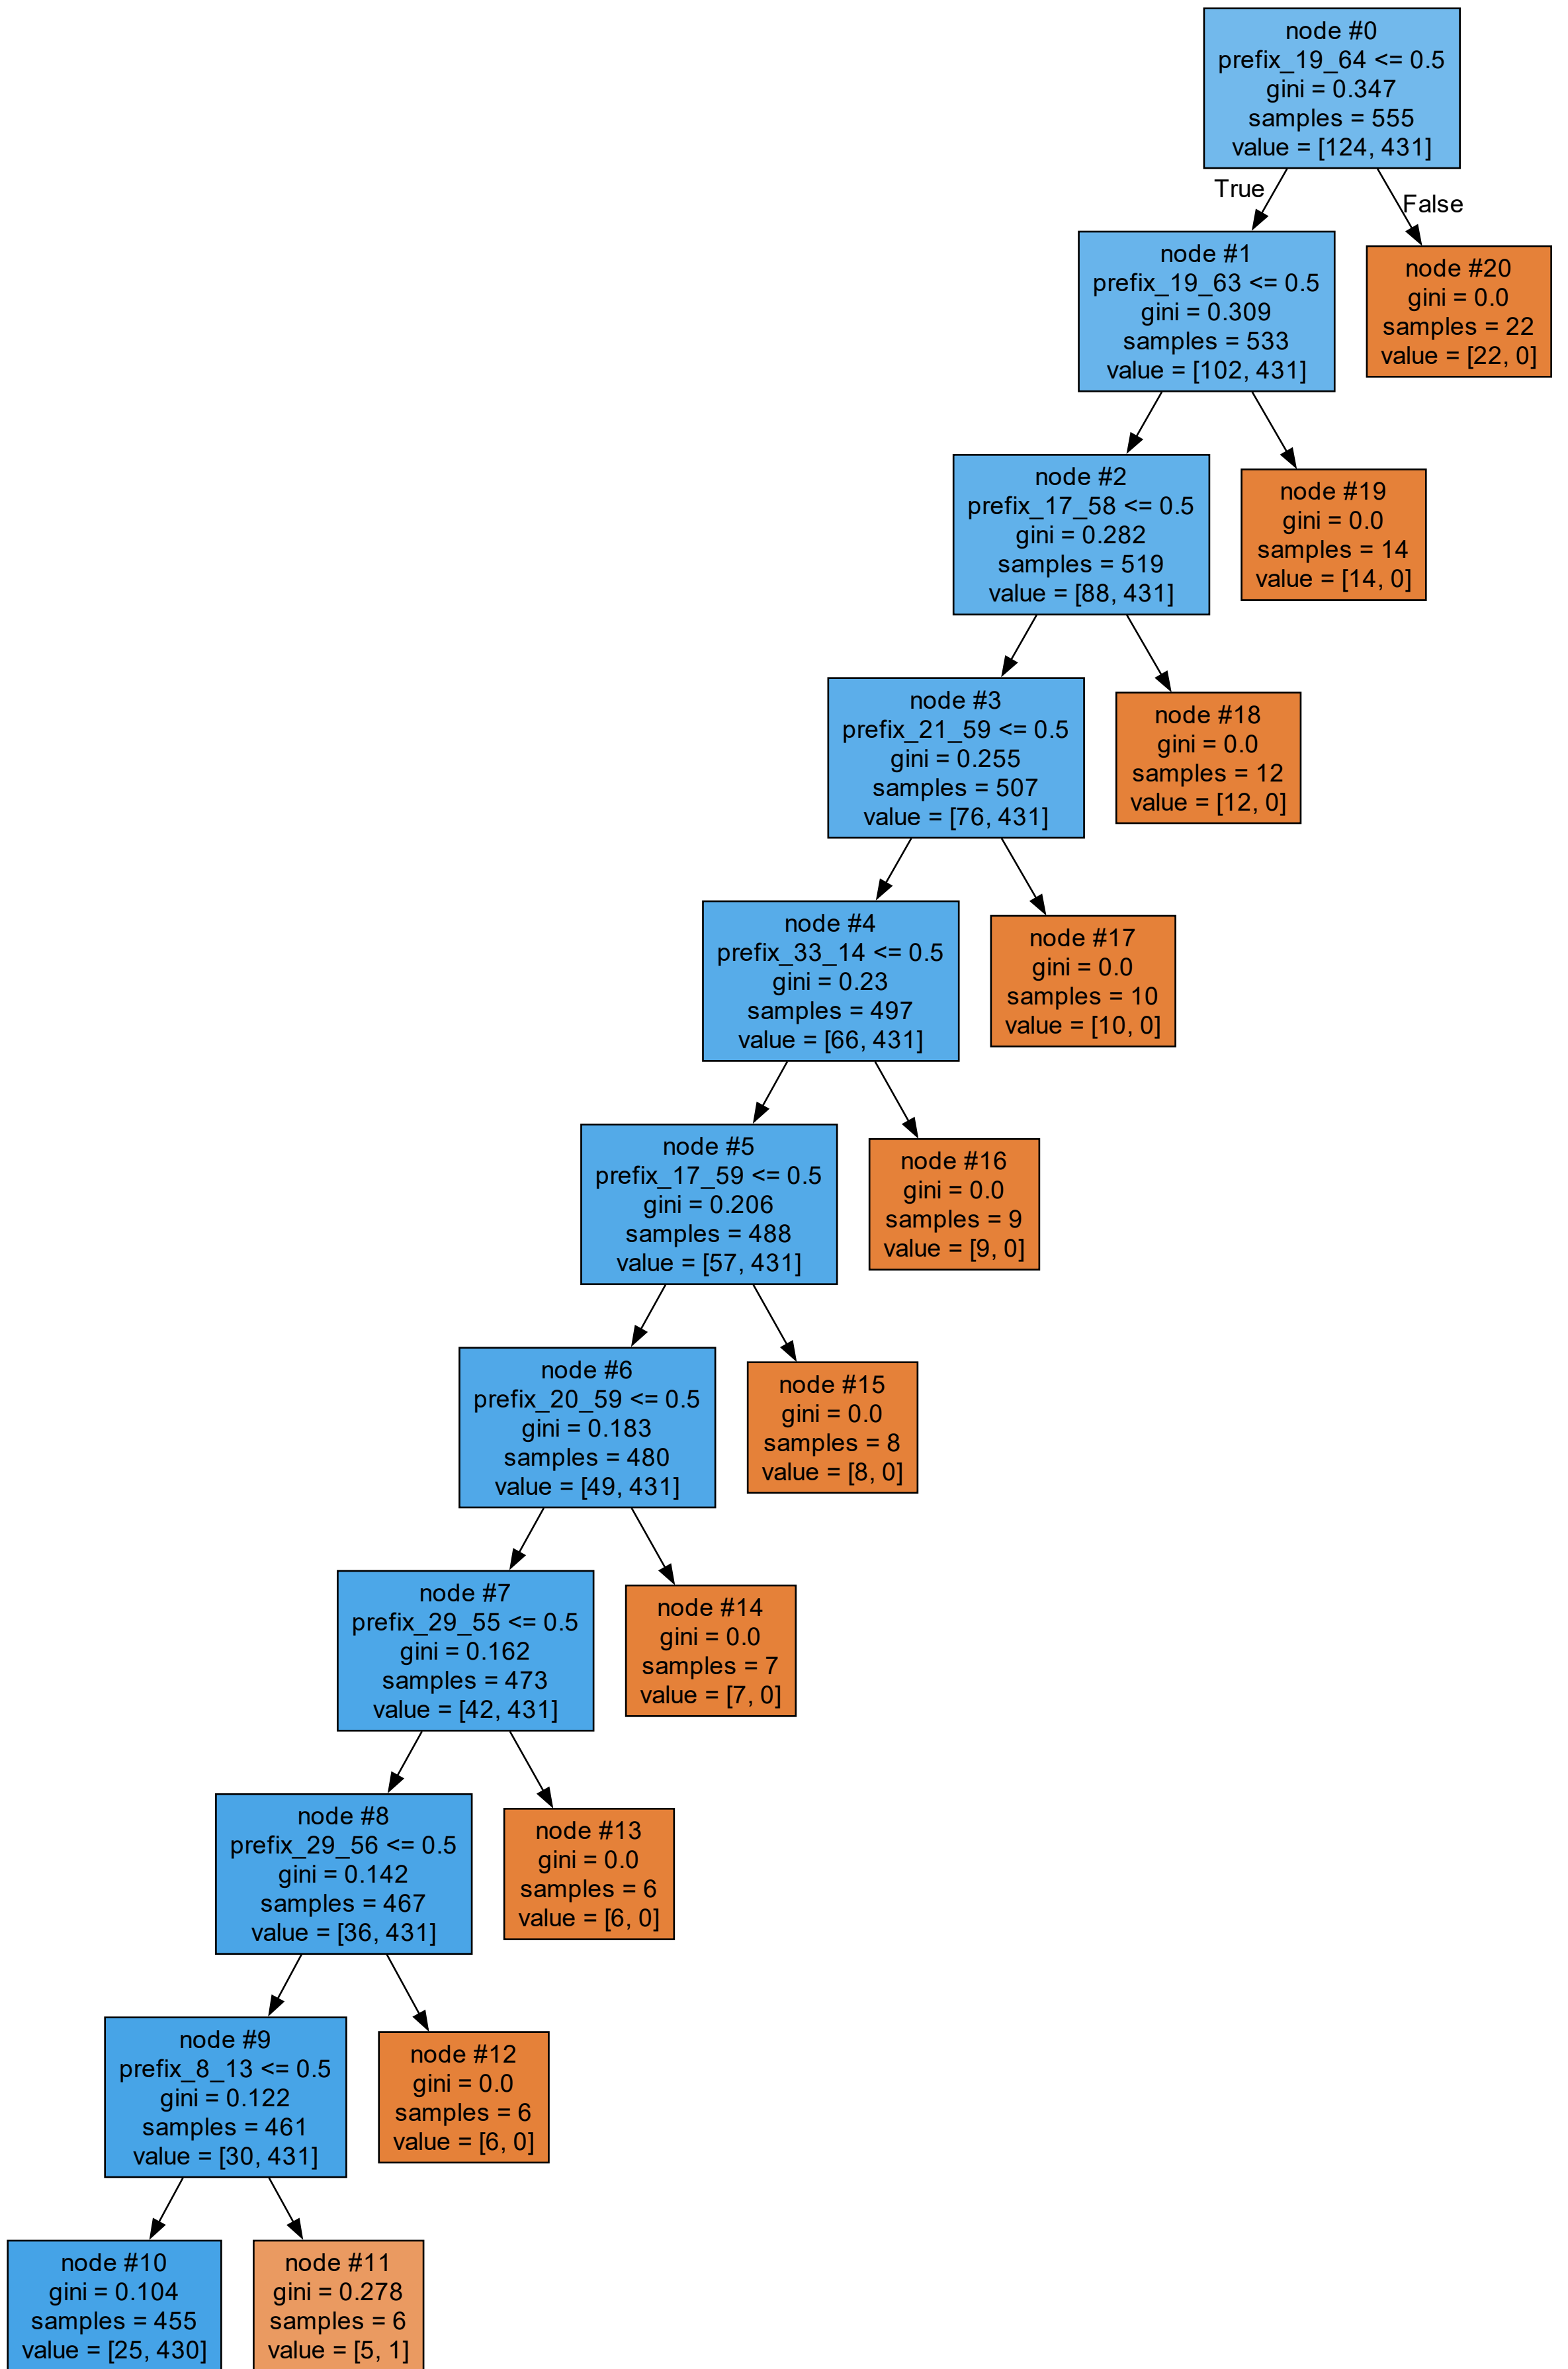 node #0
prefix_19_64 <= 0.5
gini = 0.347
samples = 555
value = [124, 431]
True
False
node #1
prefix_19_63 <= 0.5
gini = 0.309
samples = 533
value = [102, 431]
node #20
gini = 0.0
samples = 22
value = [22, 0]
node #2
prefix_17_58 <= 0.5
gini = 0.282
samples = 519
value = [88, 431]
node #19
gini = 0.0
samples = 14
value = [14, 0]
node #3
prefix_21_59 <= 0.5
gini = 0.255
samples = 507
value = [76, 431]
node #18
gini = 0.0
samples = 12
value = [12, 0]
node #4
prefix_33_14 <= 0.5
gini = 0.23
samples = 497
value = [66, 431]
node #17
gini = 0.0
samples = 10
value = [10, 0]
node #5
prefix_17_59 <= 0.5
gini = 0.206
samples = 488
value = [57, 431]
node #16
gini = 0.0
samples = 9
value = [9, 0]
node #6
prefix_20_59 <= 0.5
gini = 0.183
samples = 480
value = [49, 431]
node #15
gini = 0.0
samples = 8
value = [8, 0]
node #7
prefix_29_55 <= 0.5
gini = 0.162
samples = 473
value = [42, 431]
node #14
gini = 0.0
samples = 7
value = [7, 0]
node #8
prefix_29_56 <= 0.5
gini = 0.142
samples = 467
value = [36, 431]
node #13
gini = 0.0
samples = 6
value = [6, 0]
node #9
prefix_8_13 <= 0.5
gini = 0.122
samples = 461
value = [30, 431]
node #12
gini = 0.0
samples = 6
value = [6, 0]
node #10
gini = 0.104
samples = 455
value = [25, 430]
node #11
gini = 0.278
samples = 6
value = [5, 1]